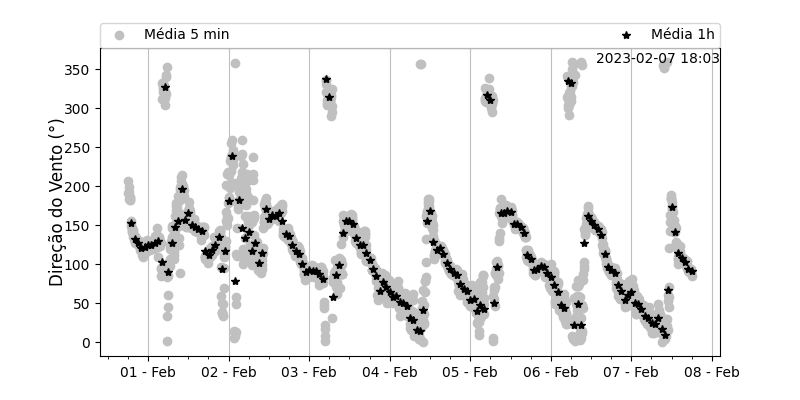 Média 5 min
Média 1h
2023-02-07 18:03
Direção do Vento (°)
350
300
250
200
150
100
50
0
01 - Feb
02 - Feb
03 - Feb
04 - Feb
05 - Feb
06 - Feb
07 - Feb
08 - Feb